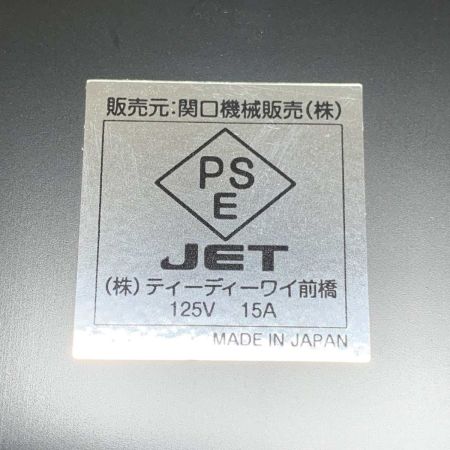 販売元:関口機械販売(株)
PS
E
JET
(株)ティーディーワイ前橋
125V 15A
MADE IN JAPAN